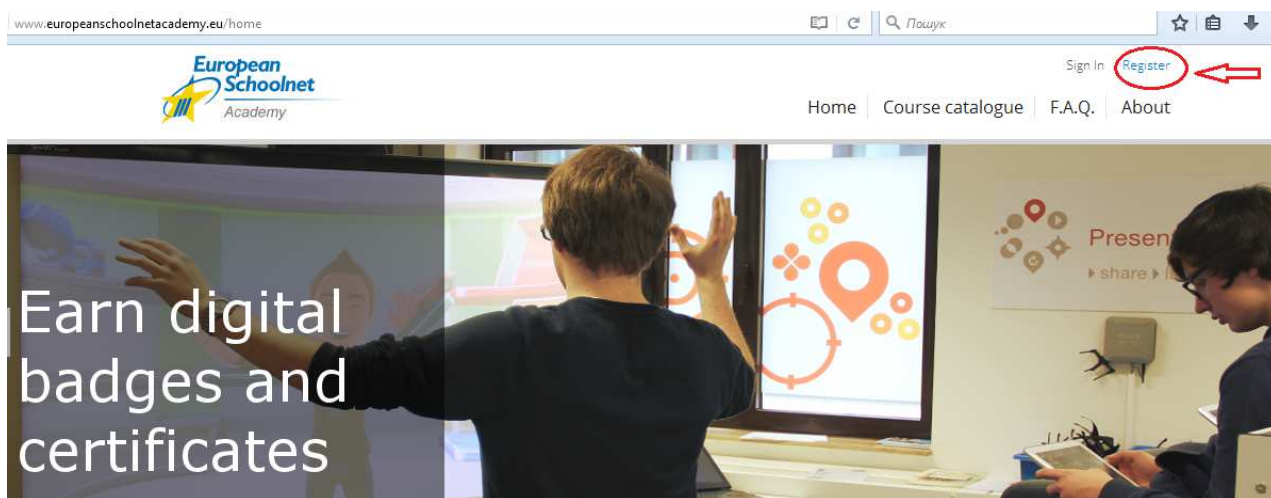 www.europeanschoolnetacademy.eu/home
Пошук
European
Schoolnet
Academy
Sign In Register
Home Course catalogue F.A.Q. About
Presen
share
Earn digital
badges and
certificates